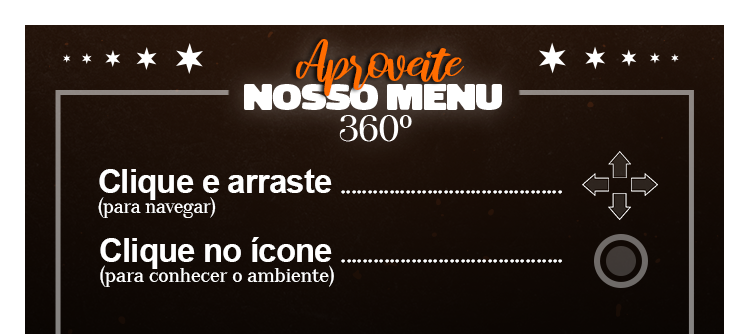 Aproveite
NOSSO MENU
360º
Clique e arraste ..................................
(para navegar)
Clique no ícone ..................................
(para conhecer o ambiente)